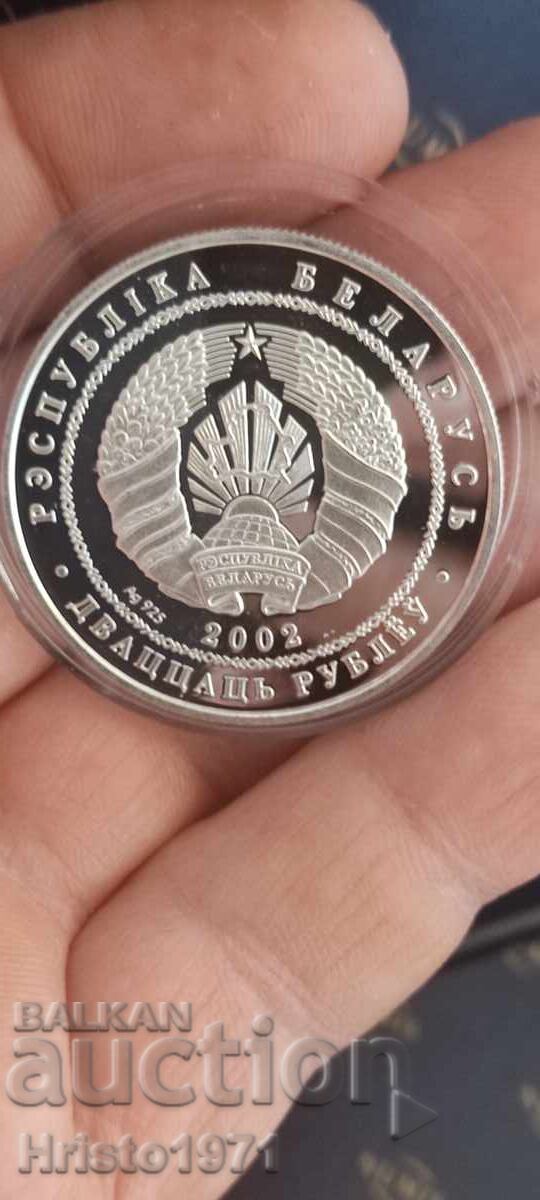 РЭСПУБЛІКА БЕЛАРУСЬ
РЭСПУБЛІКА
БЕЛАРУСЬ
Ag 925
2002
· ДВАЦЦАЦЬ РУБЛЁЎ ·
BALKAN
auction
Hristo1971